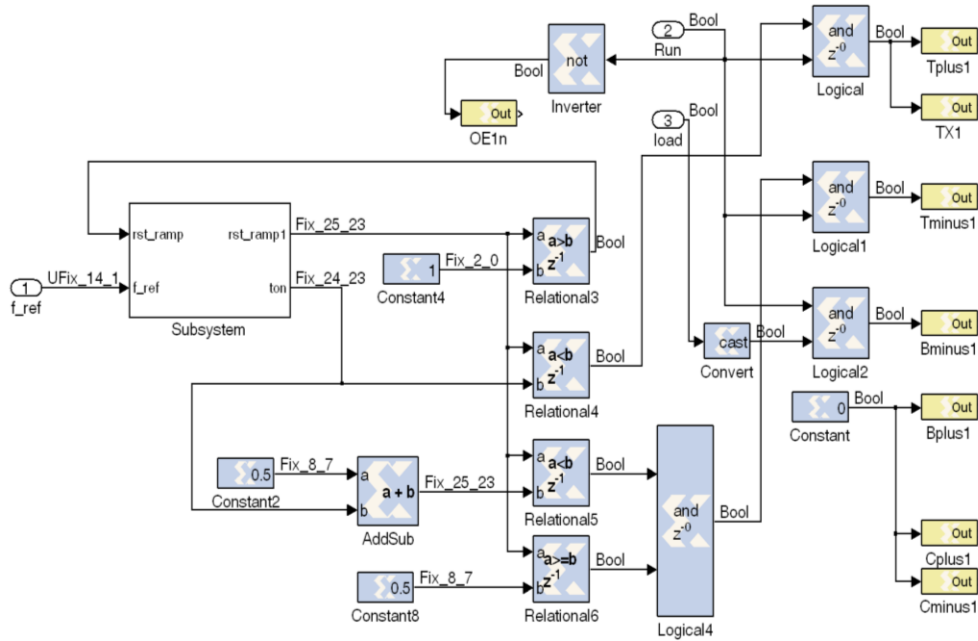 Bool
2
Run
Bool
not
Inverter
Out
OE1n
Bool
3
load
and
z⁻⁰
Logical
Bool
Out
Tplus1
Out
TX1
rst_ramp
rst_ramp1
f_ref
ton
Subsystem
1
f_ref
UFix_14_1
Fix_25_23
Fix_24_23
1
Constant4
Fix_2_0
a
b
a>b
z⁻¹
Relational3
Bool
a
b
a<b
z⁻¹
Relational4
Bool
and
z⁻⁰
Logical1
Bool
Out
Tminus1
cast
Convert
Bool
and
z⁻⁰
Logical2
Bool
Out
Bminus1
0
Constant
Bool
Out
Bplus1
Out
Cplus1
Out
Cminus1
0.5
Constant2
Fix_8_7
a
b
a + b
AddSub
Fix_25_23
a
b
a<b
z⁻¹
Relational5
Bool
0.5
Constant8
Fix_8_7
a
b
a>=b
z⁻¹
Relational6
Bool
and
z⁻⁰
Logical4
Bool